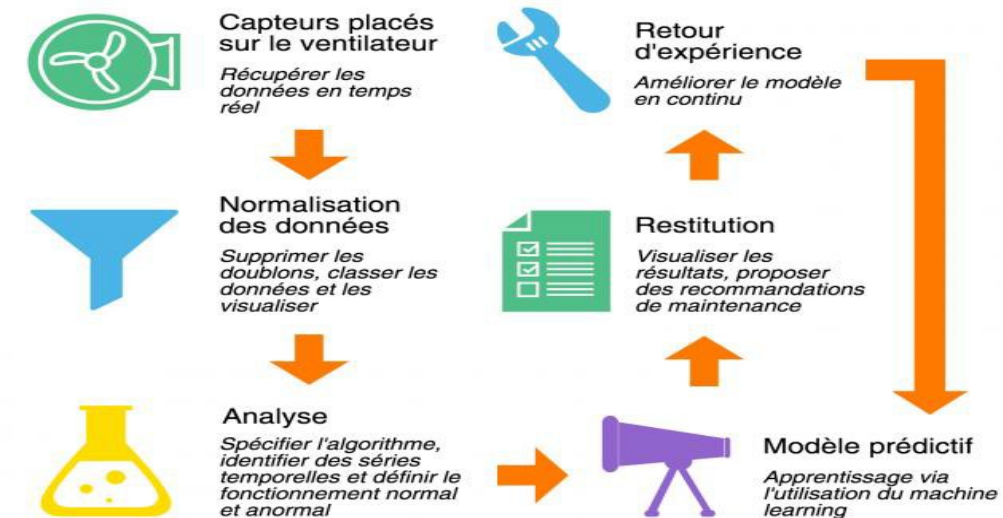 Capteurs placés
sur le ventilateur
Récupérer les
données en temps
réel
Normalisation
des données
Supprimer les
doublons, classer les
données et les
visualiser
Analyse
Spécifier l'algorithme,
identifier des séries
temporelles et définir le
fonctionnement normal
et anormal
Modèle prédictif
Apprentissage via
l'utilisation du machine
learning
Restitution
Visualiser les
résultats, proposer
des recommandations
de maintenance
Retour
d'expérience
Améliorer le modèle
en continu